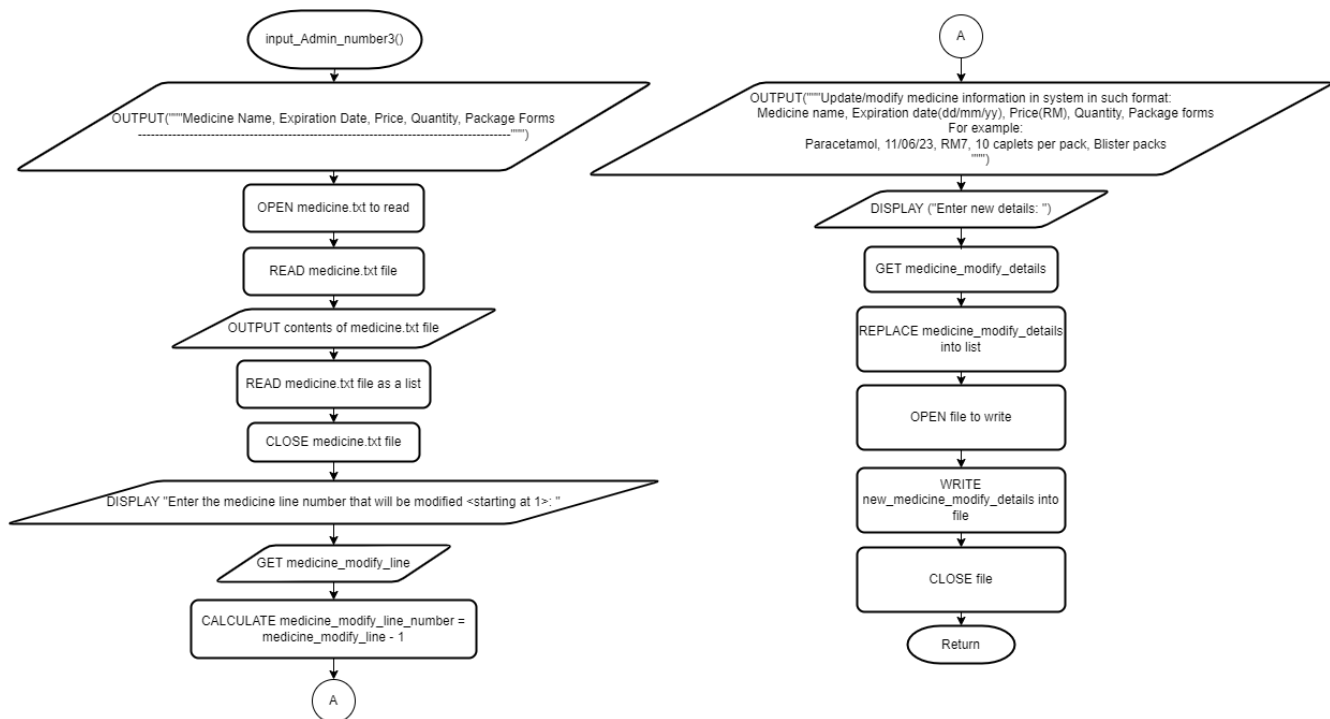 input_Admin_number3()
OUTPUT("""Medicine Name, Expiration Date, Price, Quantity, Package Forms
--------------------------------------------------------------------------------------""")
OPEN medicine.txt to read
READ medicine.txt file
OUTPUT contents of medicine.txt file
READ medicine.txt file as a list
CLOSE medicine.txt file
DISPLAY "Enter the medicine line number that will be modified <starting at 1>: "
GET medicine_modify_line
CALCULATE medicine_modify_line_number =
medicine_modify_line - 1
A
A
OUTPUT("""Update/modify medicine information in system in such format:
Medicine name, Expiration date(dd/mm/yy), Price(RM), Quantity, Package forms
For example:
Paracetamol, 11/06/23, RM7, 10 caplets per pack, Blister packs
""")
DISPLAY ("Enter new details: ")
GET medicine_modify_details
REPLACE medicine_modify_details
into list
OPEN file to write
WRITE
new_medicine_modify_details into
file
CLOSE file
Return